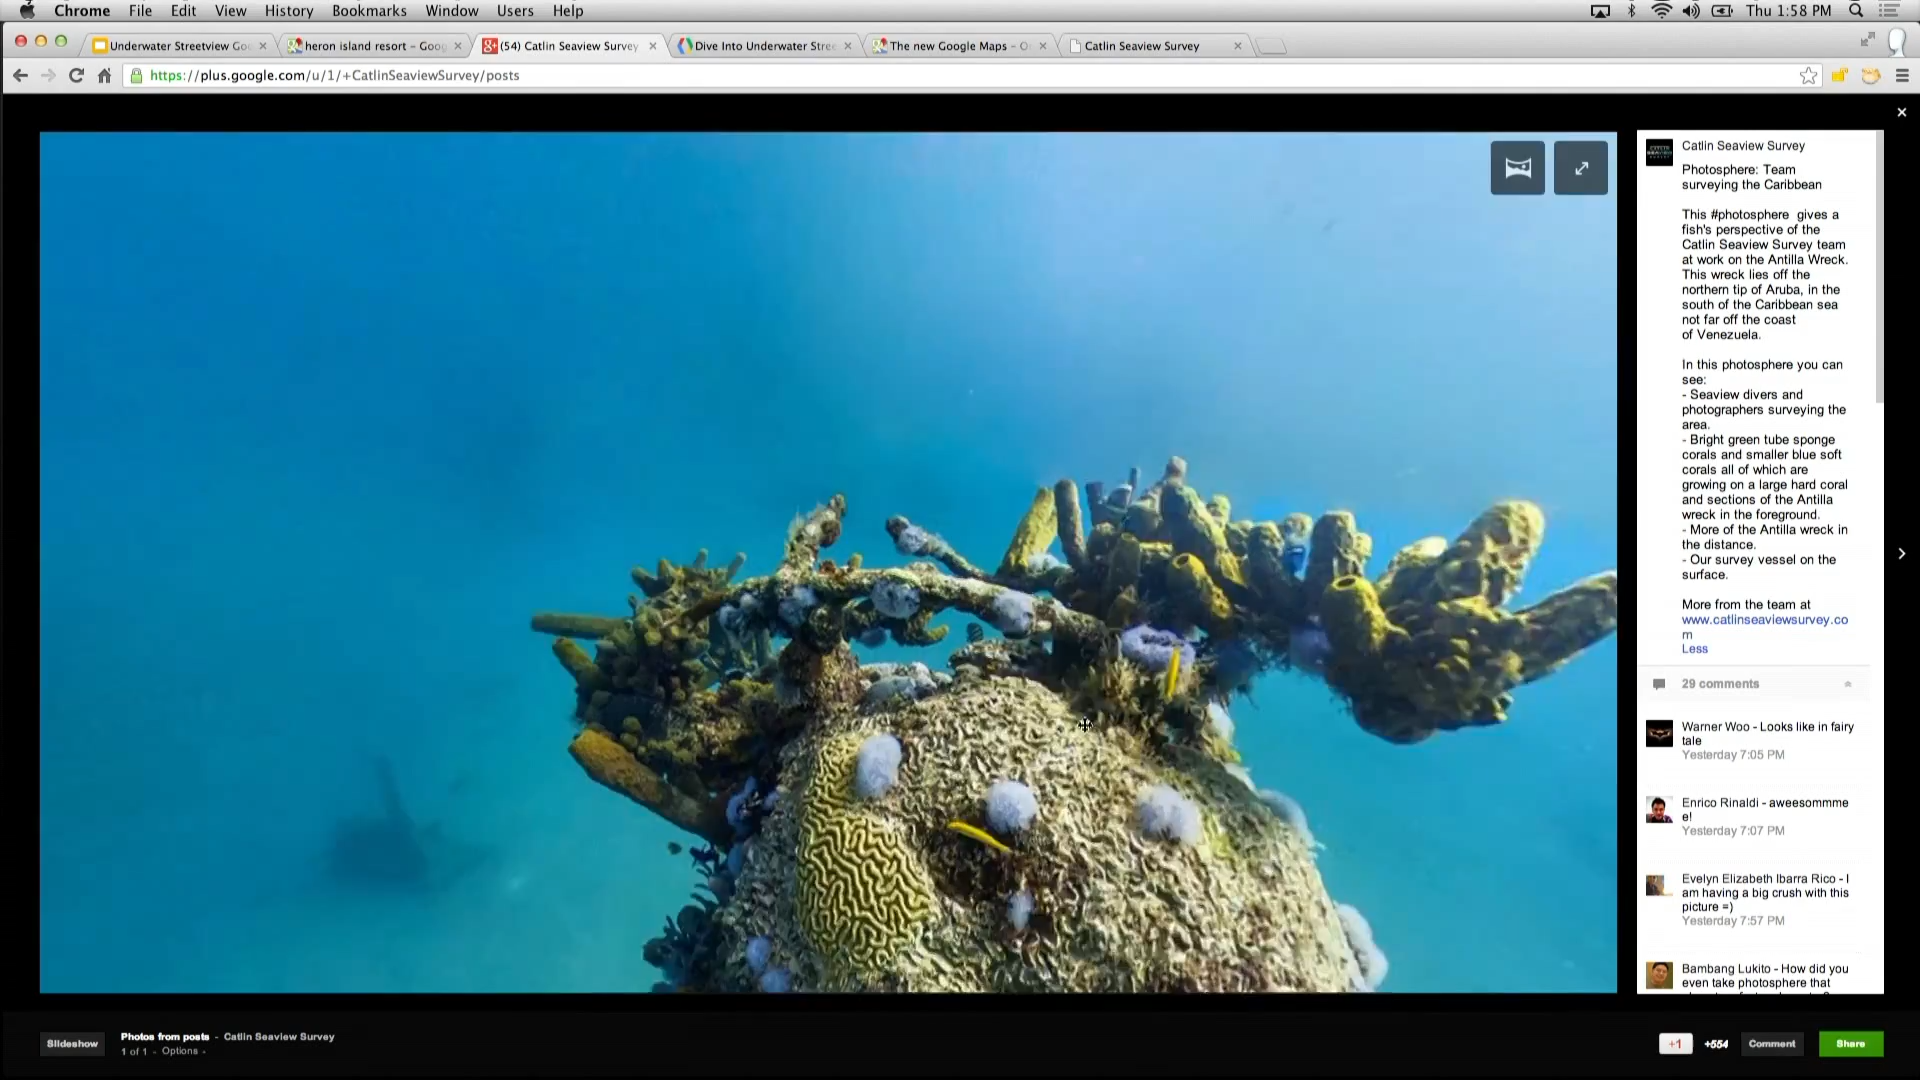 Chrome File Edit View History Bookmarks Window Users Help
Thu 1:58 PM
Underwater Streetview Go
heron island resort – Goog
(54) Catlin Seaview Survey
Dive Into Underwater Stree
The new Google Maps – O
Catlin Seaview Survey
https://plus.google.com/u/1/+CatlinSeaviewSurvey/posts
Catlin Seaview Survey
Photosphere: Team
surveying the Caribbean
This #photosphere gives a
fish's perspective of the
Catlin Seaview Survey team
at work on the Antilla Wreck.
This wreck lies off the
northern tip of Aruba, in the
south of the Caribbean sea
not far off the coast
of Venezuela.
In this photosphere you can
see:
- Seaview divers and
photographers surveying the
area.
- Bright green tube sponge
corals and smaller blue soft
corals all of which are
growing on a large hard coral
and sections of the Antilla
wreck in the foreground.
- More of the Antilla wreck in
the distance.
- Our survey vessel on the
surface.
More from the team at
www.catlinseaviewsurvey.co
m
Less
29 comments
Warner Woo - Looks like in fairy
tale
Yesterday 7:05 PM
Enrico Rinaldi - aweesommme
e!
Yesterday 7:07 PM
Evelyn Elizabeth Ibarra Rico - I
am having a big crush with this
picture =)
Yesterday 7:57 PM
Bambang Lukito - How did you
even take photosphere that
Slideshow
Photos from posts - Catlin Seaview Survey
1 of 1 - Options
+1
+554
Comment
Share